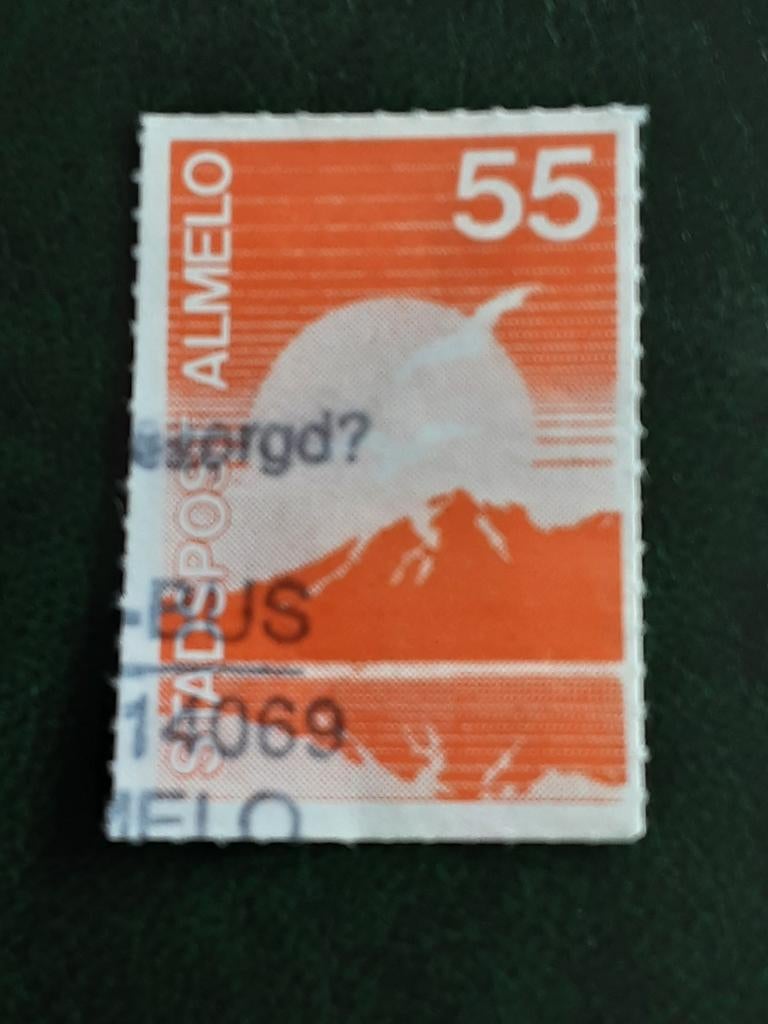 55
STADSPOST ALMELO
rgd?
-BUS
14069
MELO